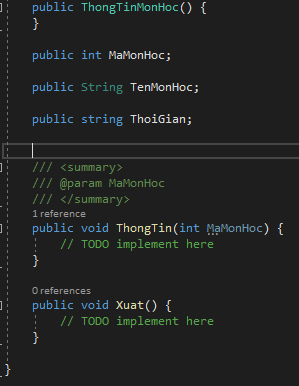 public ThongTinMonHoc() {
}
public int MaMonHoc;
public String TenMonHoc;
public string ThoiGian;
/// <summary>
/// @param MaMonHoc
/// </summary>
1 reference
public void ThongTin(int MaMonHoc) {
// TODO implement here
}
0 references
public void Xuat() {
// TODO implement here
}
}